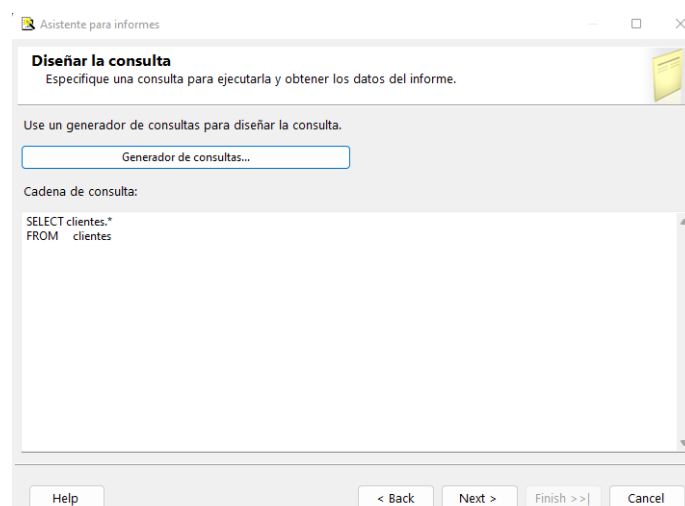 Asistente para informes
Diseñar la consulta
Especifique una consulta para ejecutarla y obtener los datos del informe.
Use un generador de consultas para diseñar la consulta.
Generador de consultas...
Cadena de consulta:
SELECT clientes.*
FROM clientes
Help
< Back
Next >
Finish >>|
Cancel